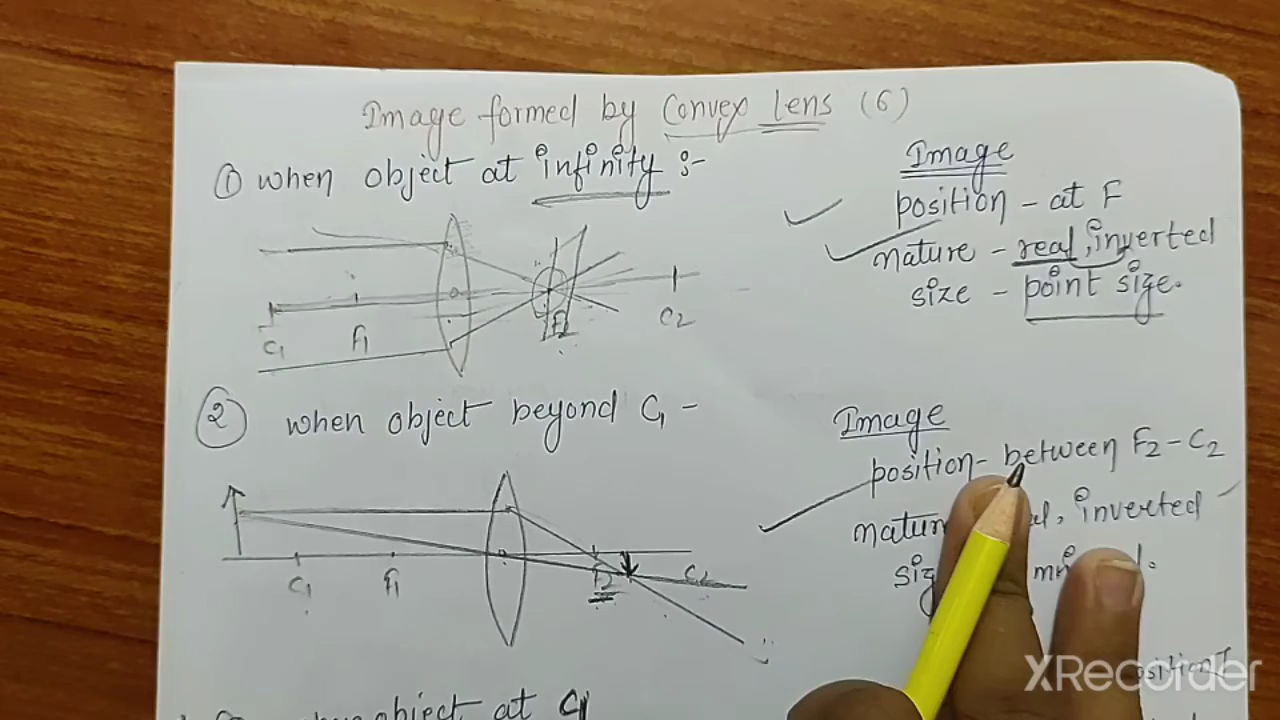 Image formed by Convex Lens (6)
① when object at infinity :-
Image
position - at F
nature - real, inverted
size - point size.
C1
F1
F2
C2
② when object beyond C1 -
Image
position - between F2 - C2
inverted
C1
F1
F2
C2
object at C1
XRecorder